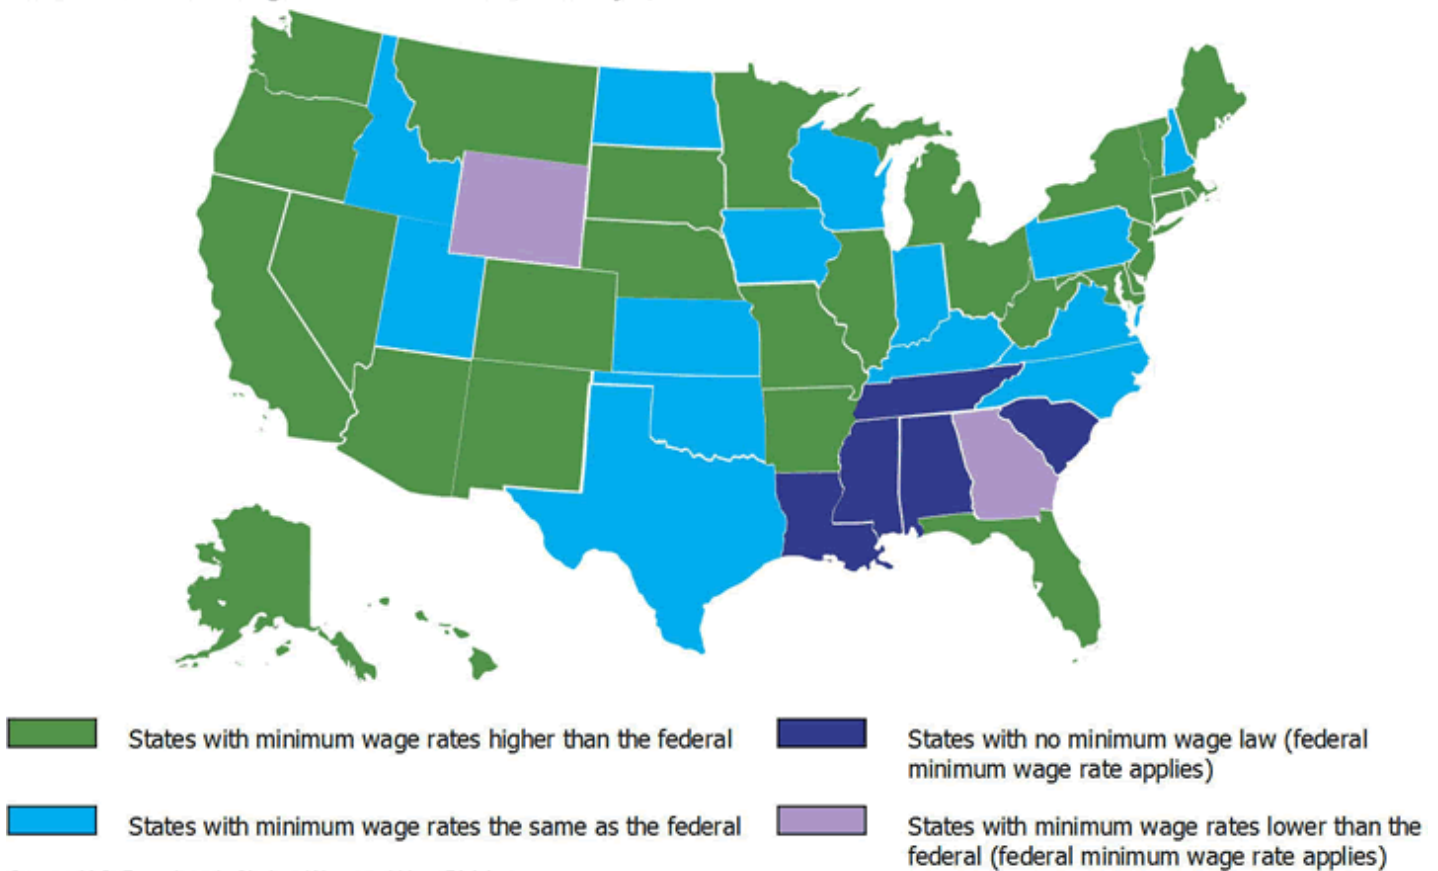 States with minimum wage rates higher than the federal
States with no minimum wage law (federal
minimum wage rate applies)
States with minimum wage rates the same as the federal
States with minimum wage rates lower than the
federal (federal minimum wage rate applies)